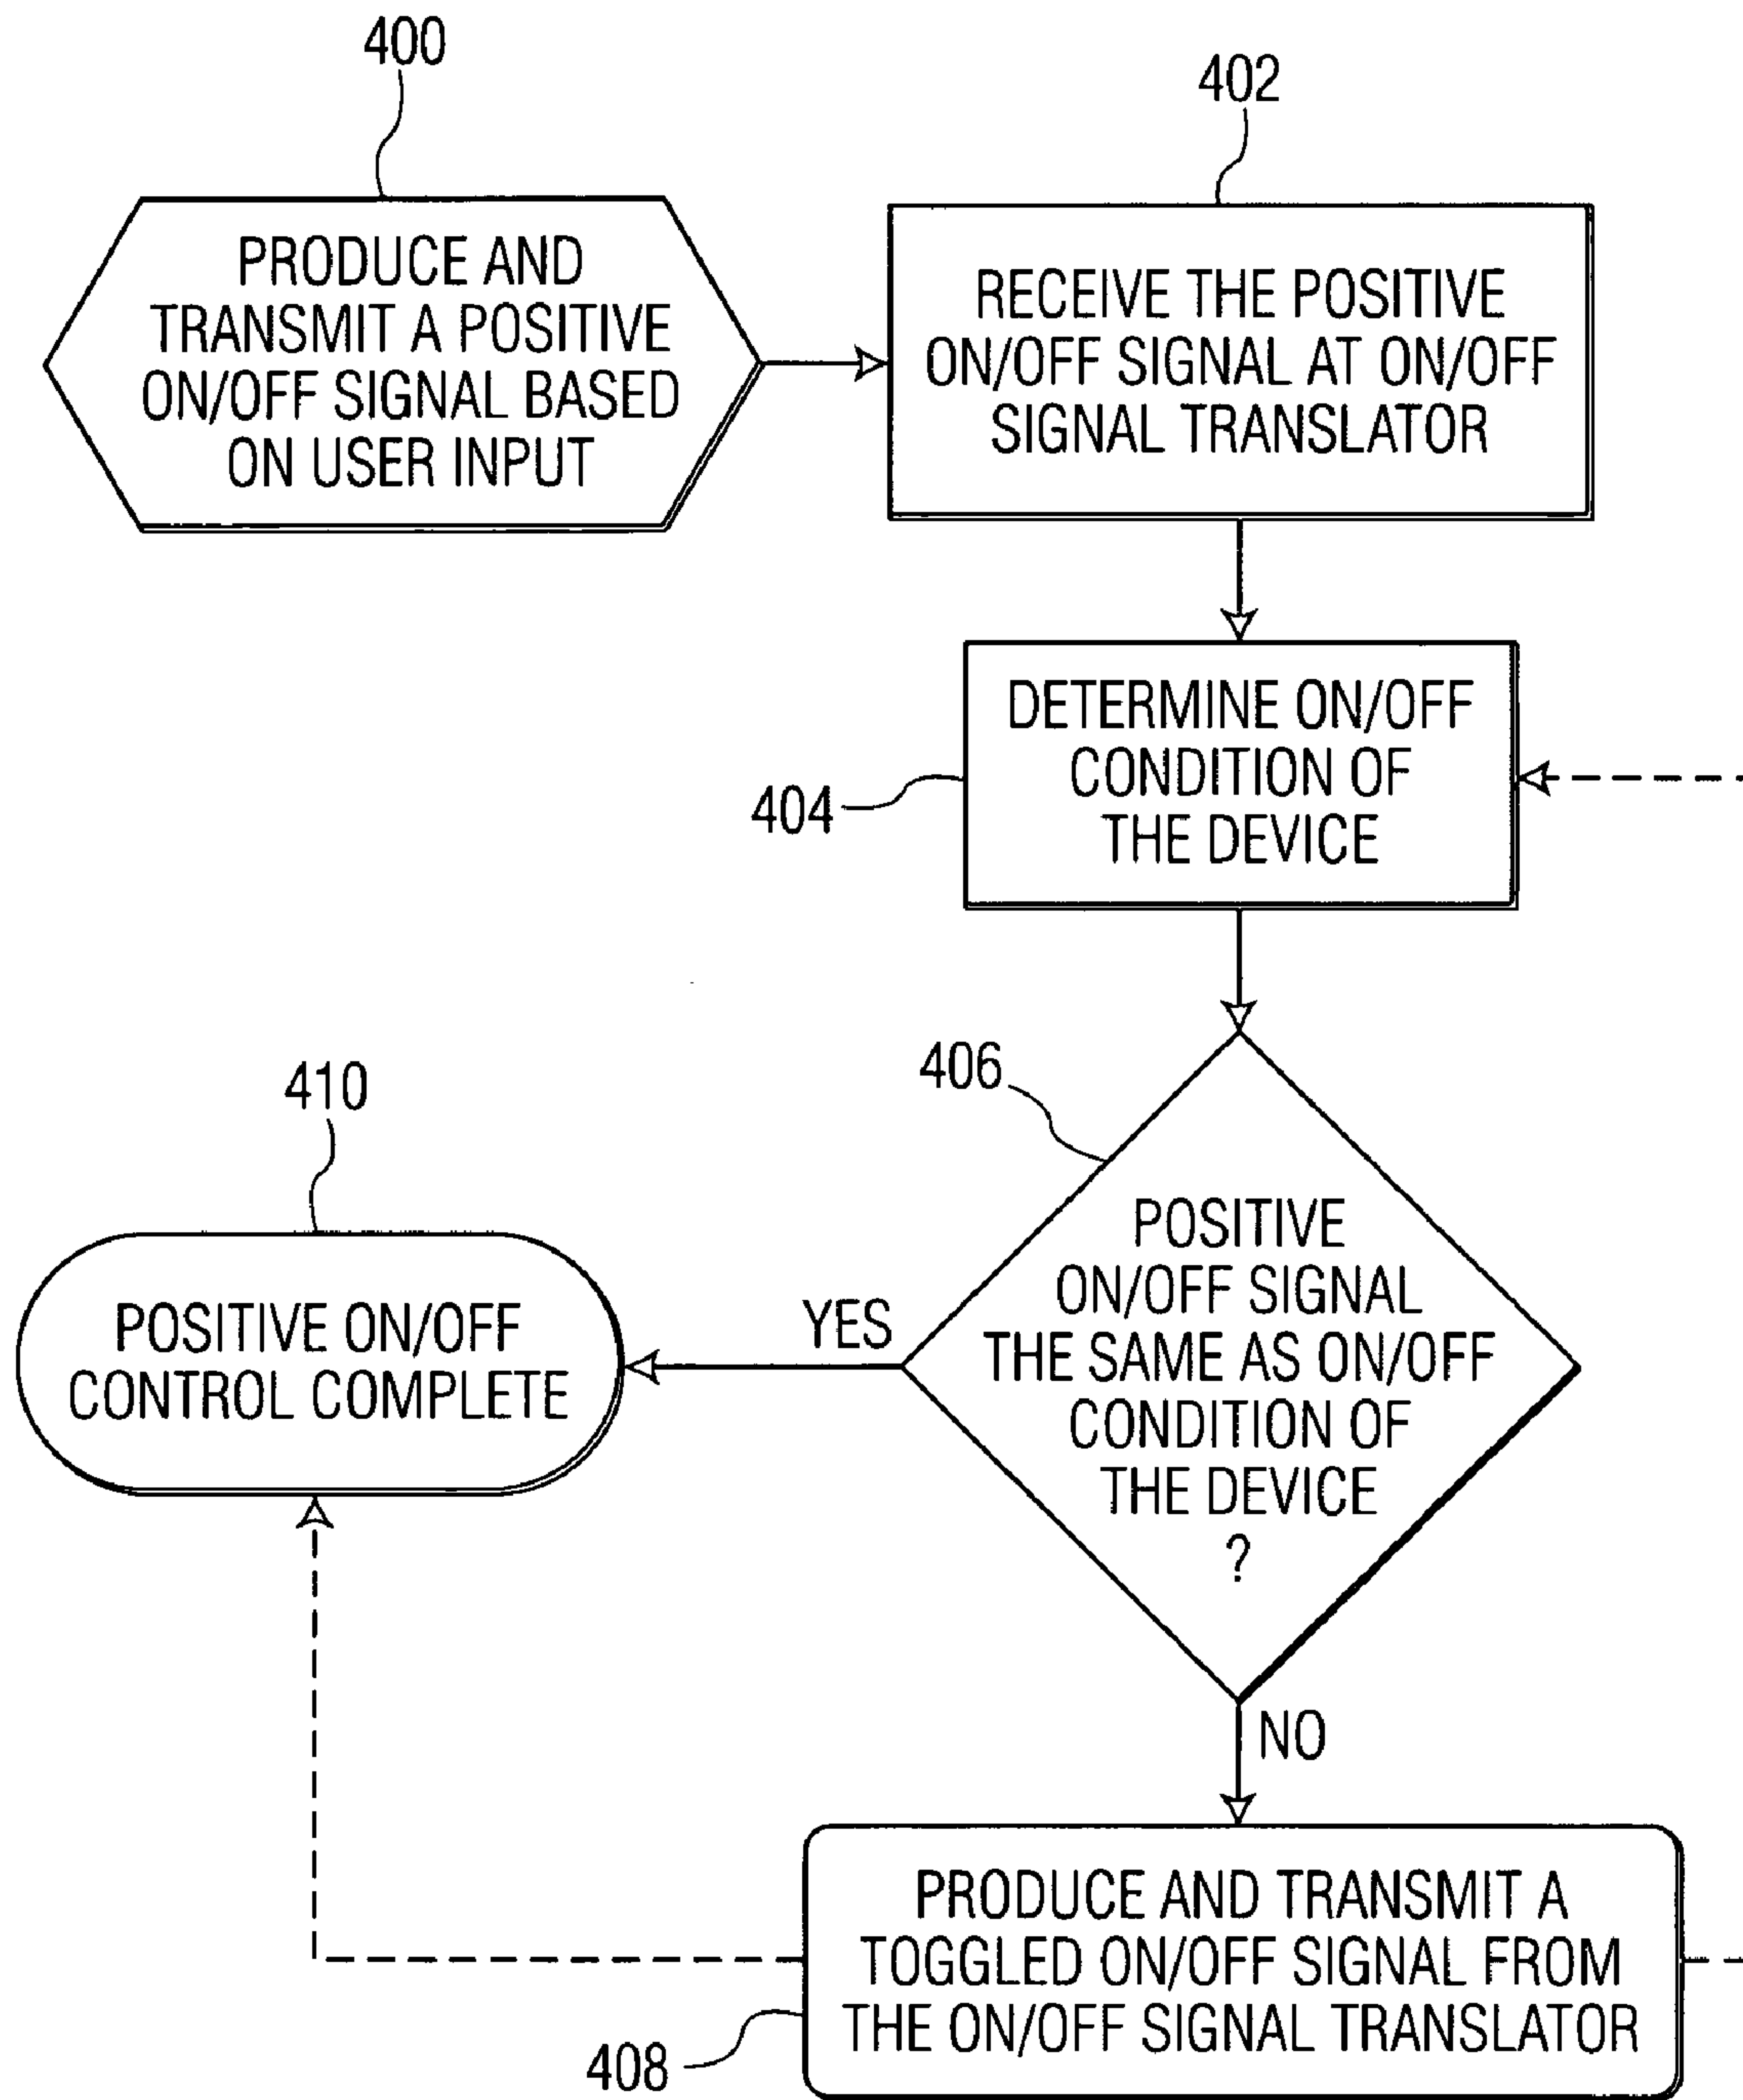 400
PRODUCE AND
TRANSMIT A POSITIVE
ON/OFF SIGNAL BASED
ON USER INPUT
402
RECEIVE THE POSITIVE
ON/OFF SIGNAL AT ON/OFF
SIGNAL TRANSLATOR
404
DETERMINE ON/OFF
CONDITION OF
THE DEVICE
406
POSITIVE
ON/OFF SIGNAL
THE SAME AS ON/OFF
CONDITION OF
THE DEVICE
?
YES
410
POSITIVE ON/OFF
CONTROL COMPLETE
NO
408
PRODUCE AND TRANSMIT A
TOGGLED ON/OFF SIGNAL FROM
THE ON/OFF SIGNAL TRANSLATOR